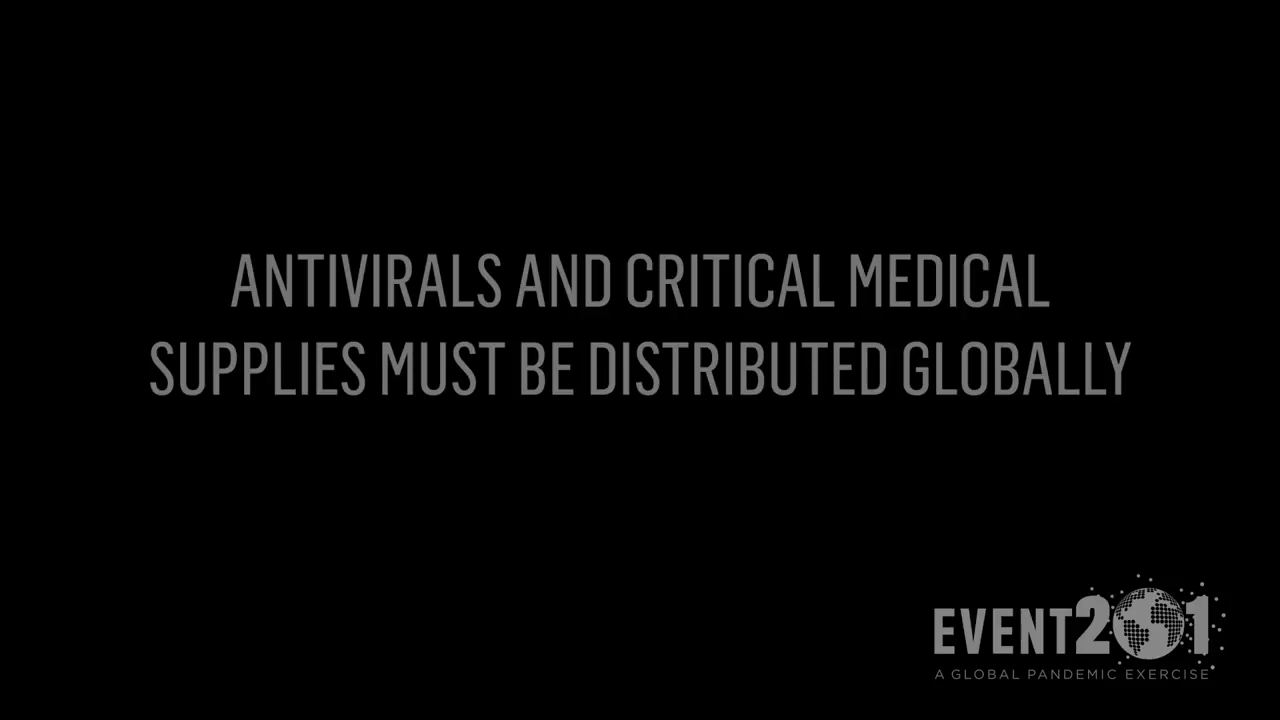 ANTIVIRALS AND CRITICAL MEDICAL
SUPPLIES MUST BE DISTRIBUTED GLOBALLY
EVENT201
A GLOBAL PANDEMIC EXERCISE